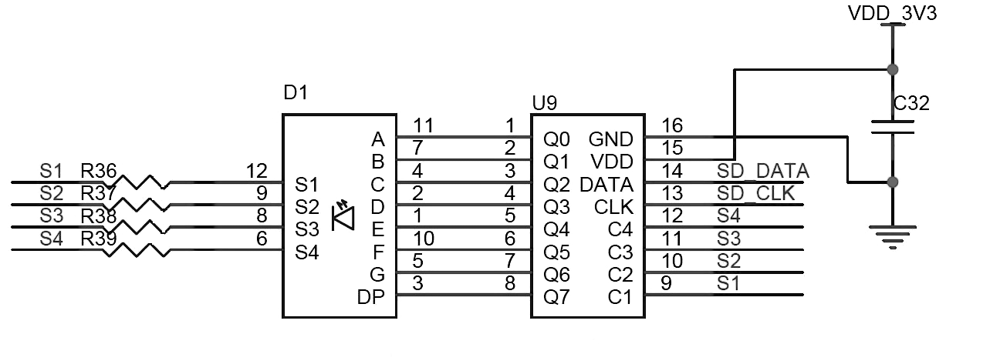 VDD_3V3
D1
U9
C32
11 1 16
A Q0 GND
7 2 15
B Q1 VDD
S1 R36 12 4 3 14 SD_DATA
S1 C Q2 DATA
S2 R37 9 2 4 13 SD_CLK
S2 D Q3 CLK
S3 R38 8 1 5 12 S4
S3 E Q4 C4
S4 R39 6 10 6 11 S3
S4 F Q5 C3
5 7 10 S2
G Q6 C2
3 8 9 S1
DP Q7 C1